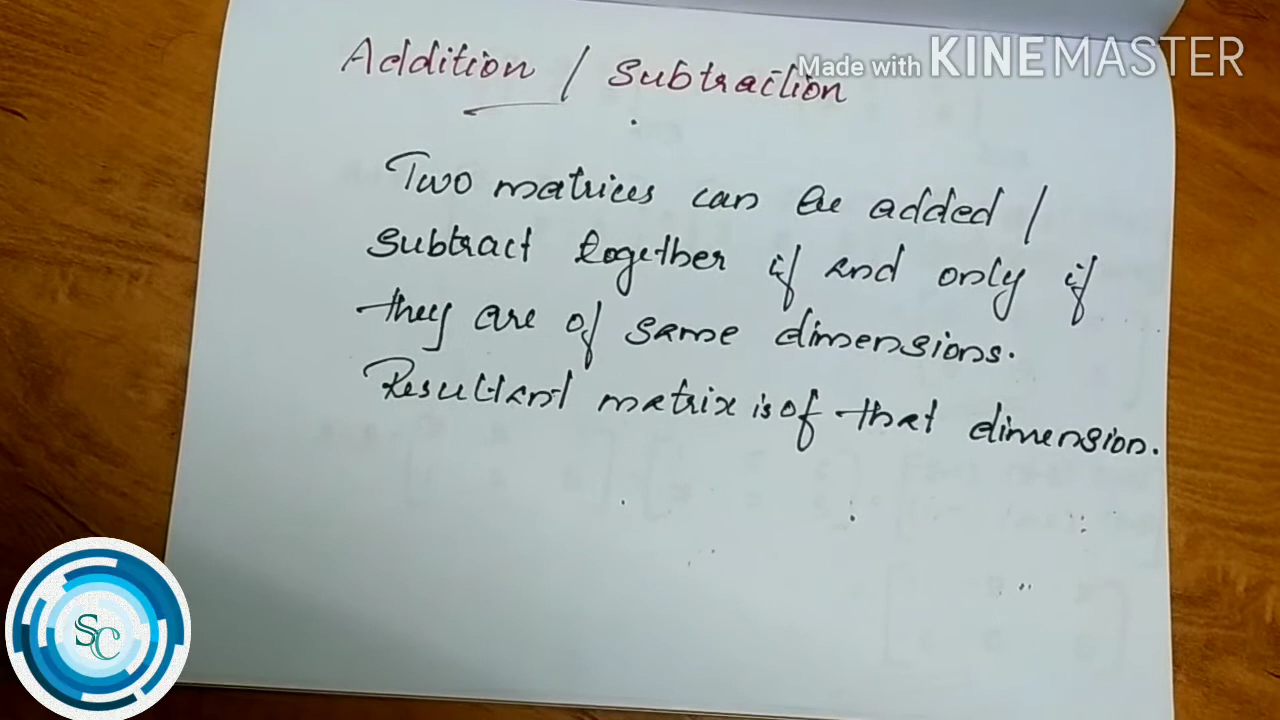 Addition / Subtraction
Made with KINEMASTER
Two matrices can be added /
subtract together if and only if
they are of same dimensions.
Resultant matrix is of that dimension.
SC